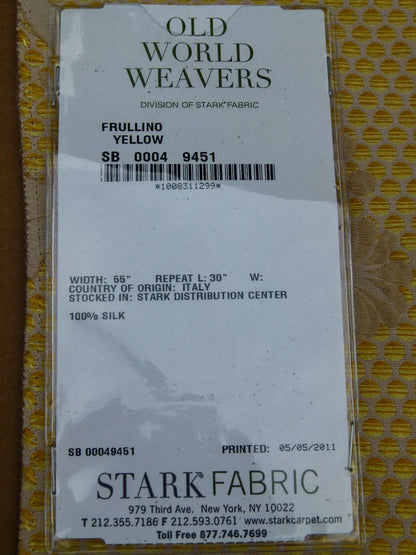 OLD
WORLD
WEAVERS
DIVISION OF STARK FABRIC
FRULLINO
YELLOW
SB 0004 9451
*1008311299*
WIDTH: 56" REPEAT L: 30" W:
COUNTRY OF ORIGIN: ITALY
STOCKED IN: STARK DISTRIBUTION CENTER
100% SILK
SB 00049451 PRINTED: 05/05/2011
STARK FABRIC
979 Third Ave. New York, NY 10022
T 212.355.7186 F 212.593.0761 www.starkcarpet.com
Toll Free 877.746.7699